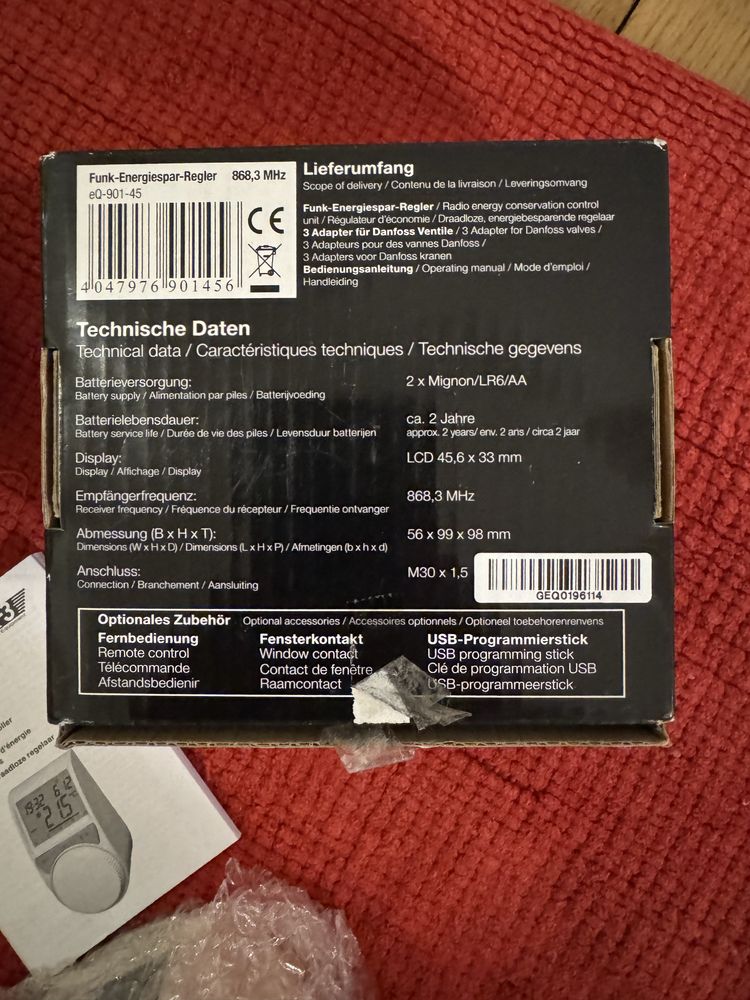 Funk-Energiespar-Regler 868,3 MHz
eQ-901-45
CE
4 047976 901456
Lieferumfang
Scope of delivery / Contenu de la livraison / Leveringsomvang
Funk-Energiespar-Regler / Radio energy conservation control
unit / Régulateur d'économie / Draadloze, energiebesparende regelaar
3 Adapter für Danfoss Ventile / 3 Adapter for Danfoss valves /
3 Adapteurs pour des vannes Danfoss /
3 Adapters voor Danfoss kranen
Bedienungsanleitung / Operating manual / Mode d'emploi /
Handleiding
Technische Daten
Technical data / Caractéristiques techniques / Technische gegevens
Batterieversorgung: 2 x Mignon/LR6/AA
Battery supply / Alimentation par piles / Batterijvoeding
Batterielebensdauer: ca. 2 Jahre
Battery service life / Durée de vie des piles / Levensduur batterijen approx. 2 years/ env. 2 ans / circa 2 jaar
Display: LCD 45,6 x 33 mm
Display / Affichage / Display
Empfängerfrequenz: 868,3 MHz
Receiver frequency / Fréquence du récepteur / Frequentie ontvanger
Abmessung (B x H x T): 56 x 99 x 98 mm
Dimensions (W x H x D) / Dimensions (L x H x P) / Afmetingen (b x h x d)
Anschluss: M30 x 1,5
Connection / Branchement / Aansluiting
GEQ0196114
Optionales Zubehör Optional accessories / Accessoires optionnels / Optioneel toebehorenrenvens
Fernbedienung
Remote control
Télécommande
Afstandsbedienir
Fensterkontakt
Window contact
Contact de fenêtre
Raamcontact
USB-Programmierstick
USB programming stick
Clé de programmation USB
USB-programmeerstick
ller
d'énergie
aadloze regelaar